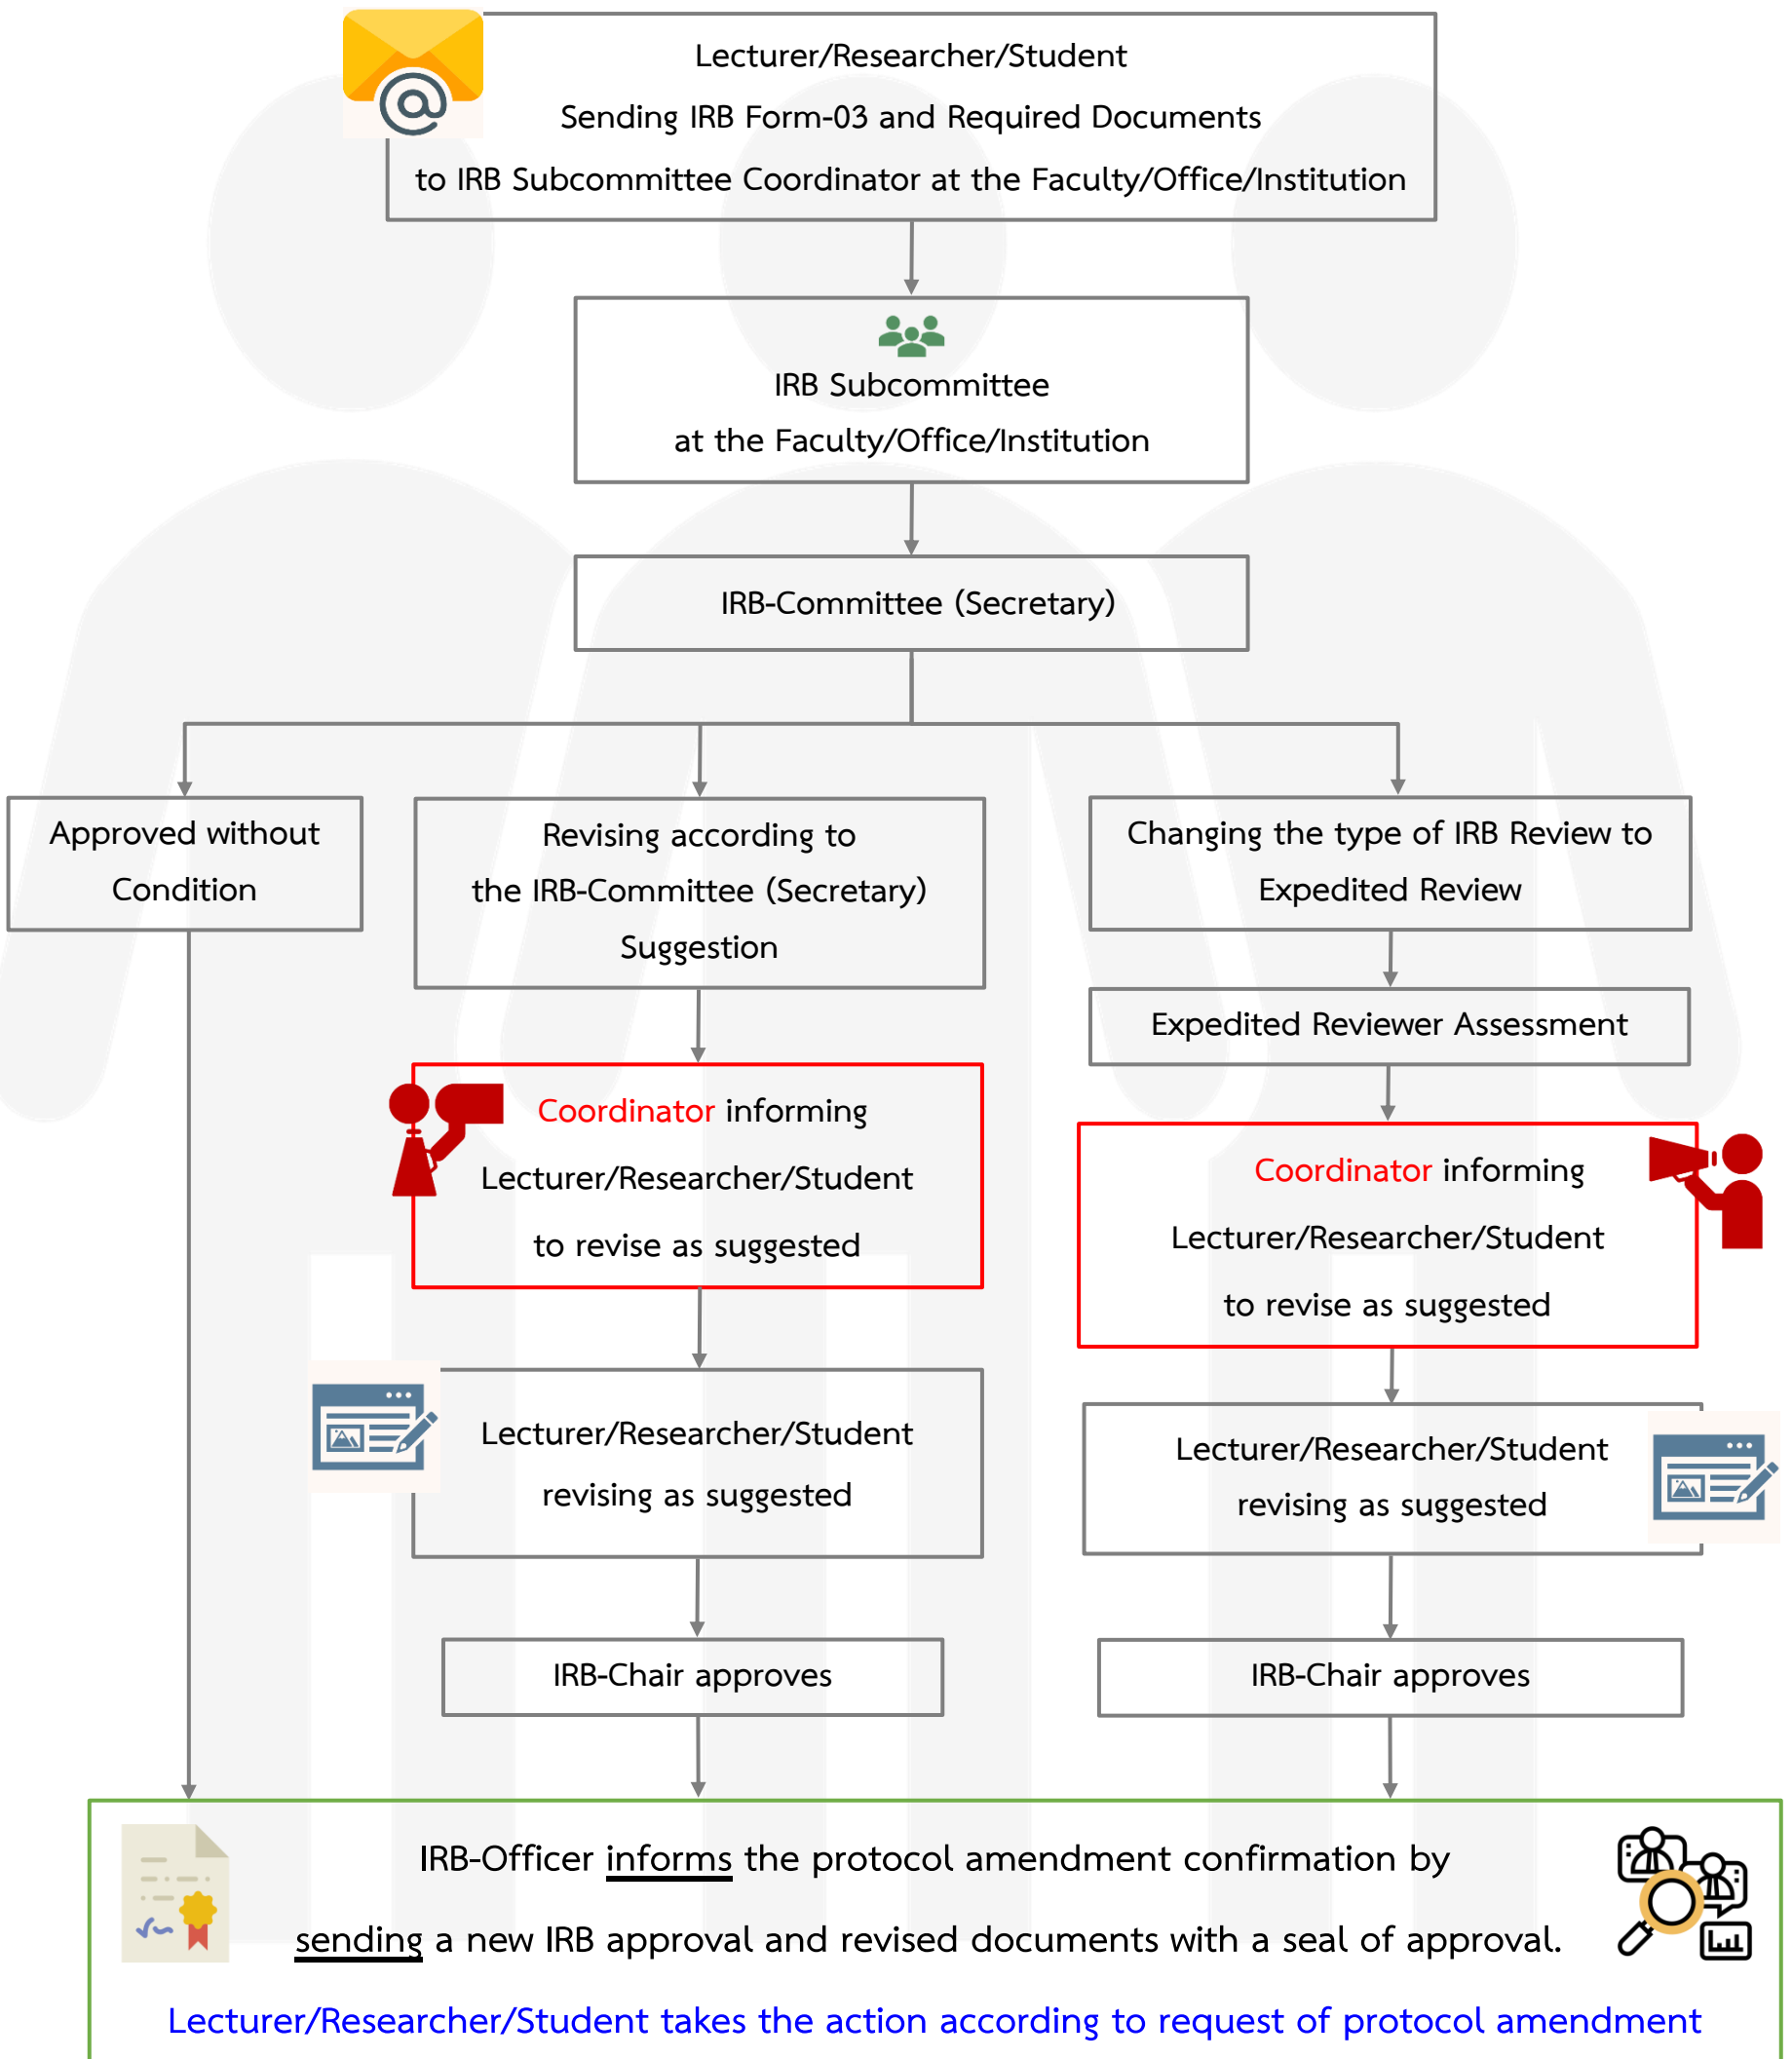 Lecturer/Researcher/Student
Sending IRB Form-03 and Required Documents
to IRB Subcommittee Coordinator at the Faculty/Office/Institution
IRB Subcommittee
at the Faculty/Office/Institution
IRB-Committee (Secretary)
Approved without
Condition
Revising according to
the IRB-Committee (Secretary)
Suggestion
Coordinator informing
Lecturer/Researcher/Student
to revise as suggested
Lecturer/Researcher/Student
revising as suggested
IRB-Chair approves
Changing the type of IRB Review to
Expedited Review
Expedited Reviewer Assessment
Coordinator informing
Lecturer/Researcher/Student
to revise as suggested
Lecturer/Researcher/Student
revising as suggested
IRB-Chair approves
IRB-Officer informs the protocol amendment confirmation by
sending a new IRB approval and revised documents with a seal of approval.
Lecturer/Researcher/Student takes the action according to request of protocol amendment